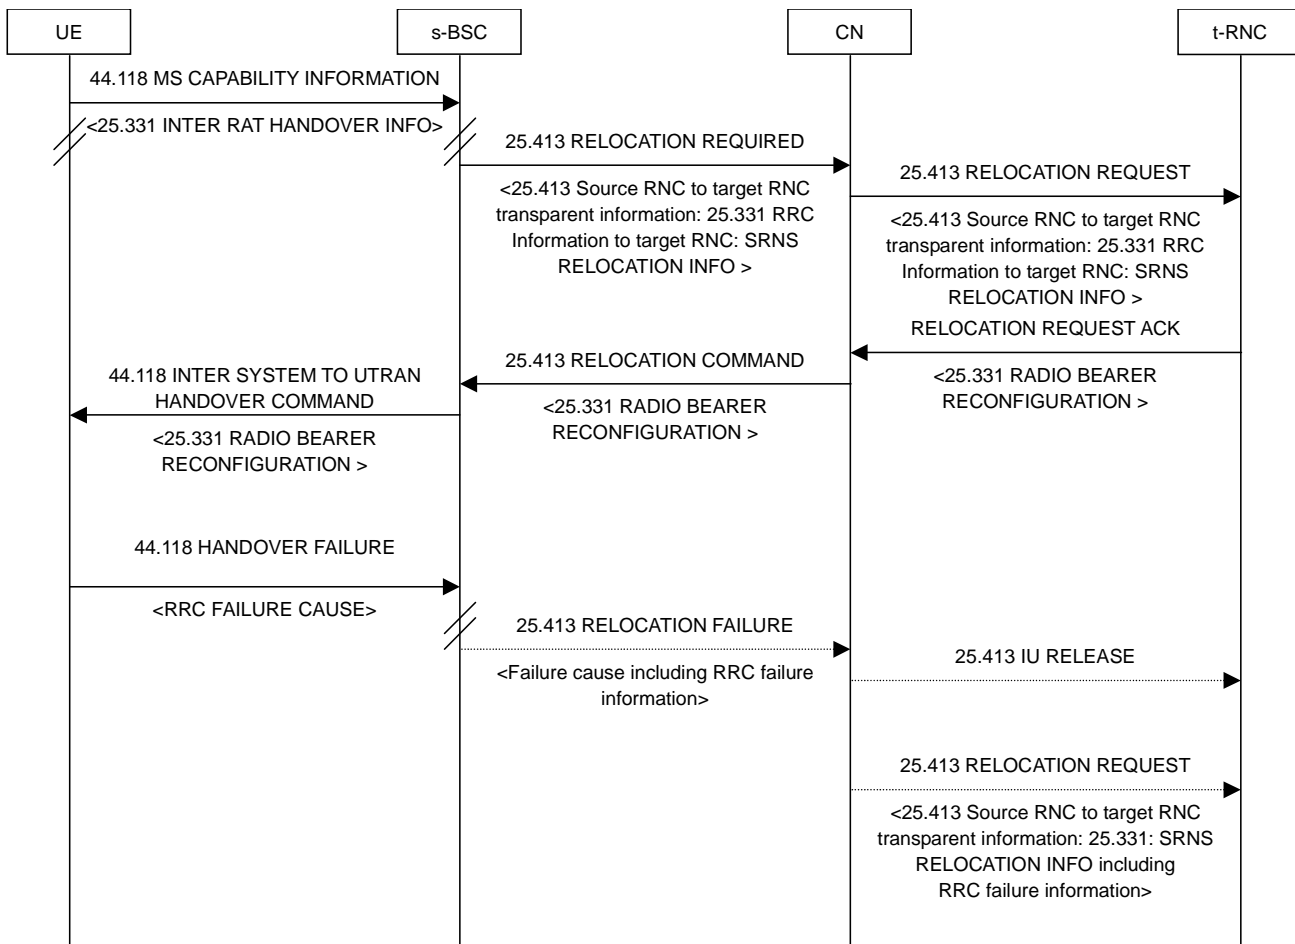 UE
s-BSC
CN
t-RNC
44.118 MS CAPABILITY INFORMATION
<25.331 INTER RAT HANDOVER INFO>
25.413 RELOCATION REQUIRED
<25.413 Source RNC to target RNC
transparent information: 25.331 RRC
Information to target RNC: SRNS
RELOCATION INFO >
25.413 RELOCATION REQUEST
<25.413 Source RNC to target RNC
transparent information: 25.331 RRC
Information to target RNC: SRNS
RELOCATION INFO >
RELOCATION REQUEST ACK
<25.331 RADIO BEARER
RECONFIGURATION >
25.413 RELOCATION COMMAND
<25.331 RADIO BEARER
RECONFIGURATION >
44.118 INTER SYSTEM TO UTRAN
HANDOVER COMMAND
<25.331 RADIO BEARER
RECONFIGURATION >
44.118 HANDOVER FAILURE
<RRC FAILURE CAUSE>
25.413 RELOCATION FAILURE
<Failure cause including RRC failure
information>
25.413 IU RELEASE
25.413 RELOCATION REQUEST
<25.413 Source RNC to target RNC
transparent information: 25.331: SRNS
RELOCATION INFO including
RRC failure information>